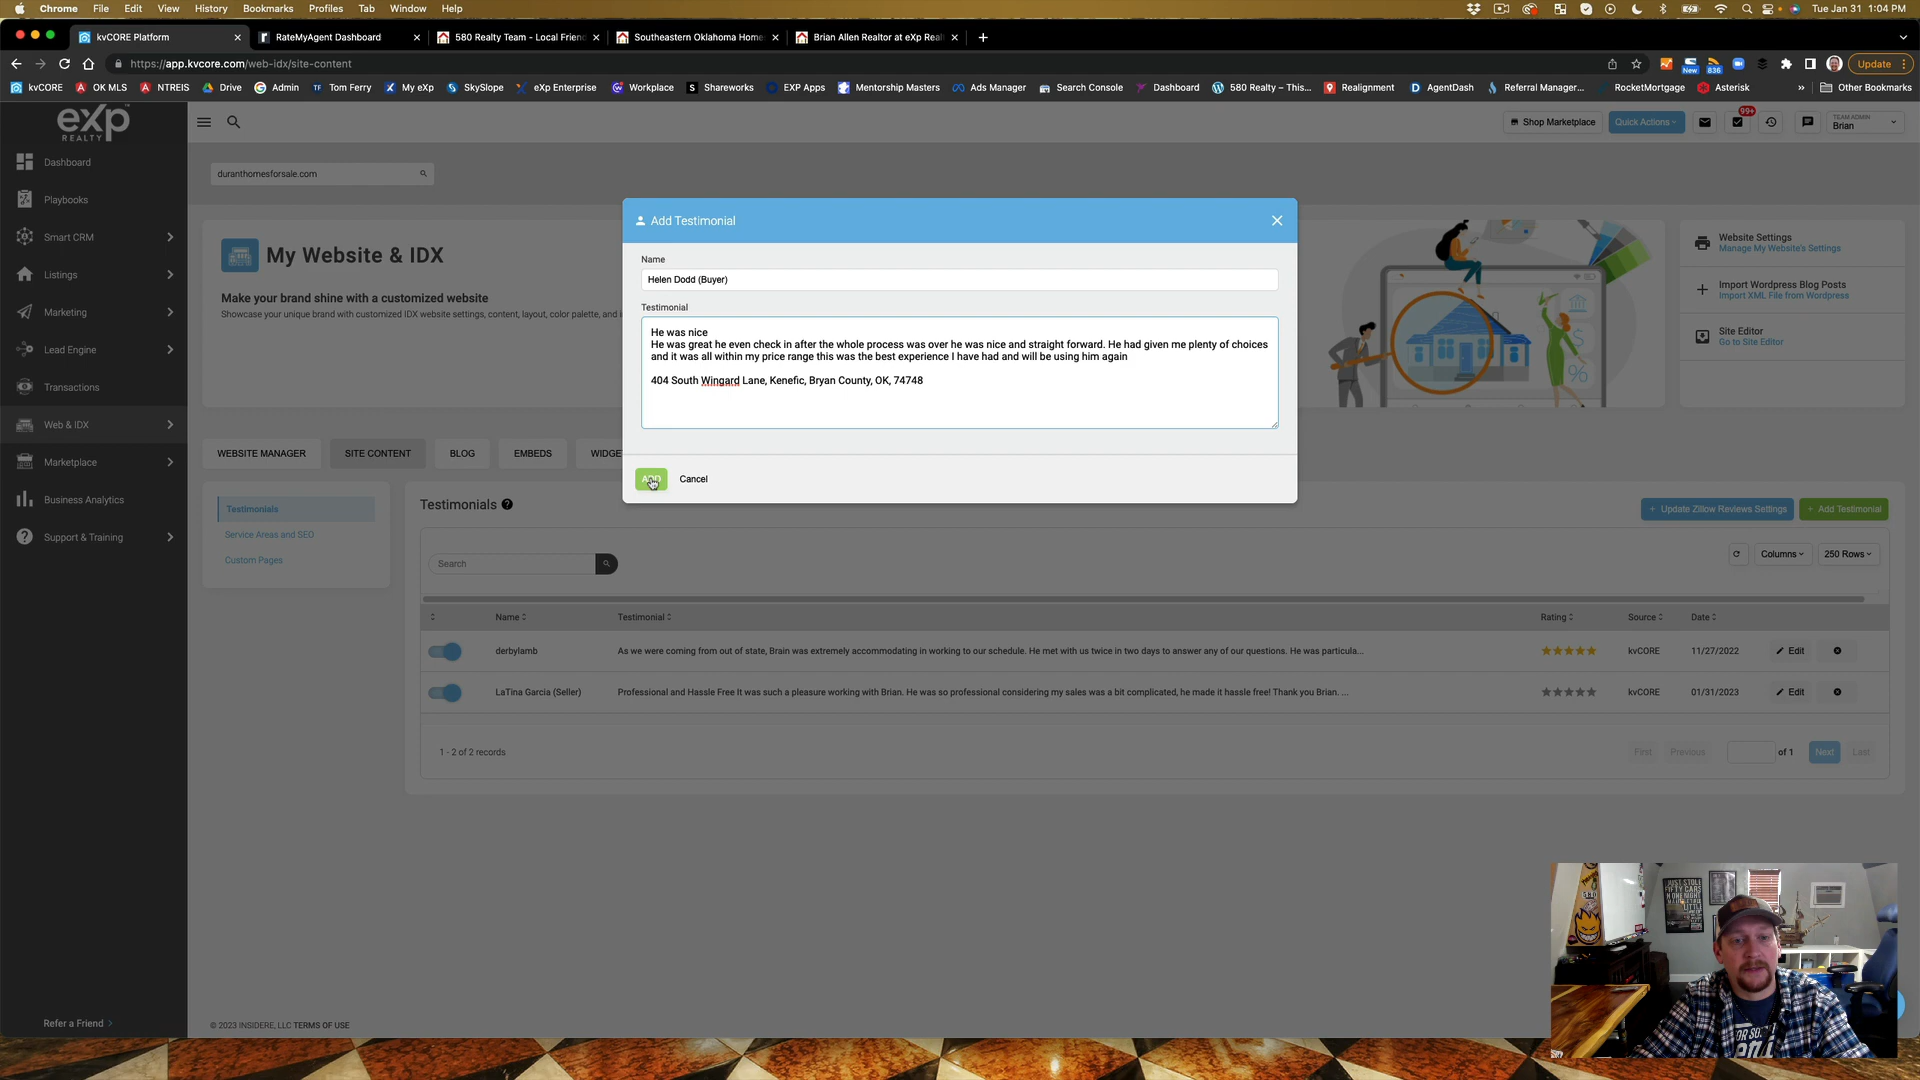 Chrome File Edit View History Bookmarks Profiles Tab Window Help Tue Jan 31 1:04 PM
kvCORE Platform RateMyAgent Dashboard 580 Realty Team - Local Frien Southeastern Oklahoma Home Brian Allen Realtor at eXp Real
https://app.kvcore.com/web-idx/site-content Update
kvCORE OK MLS NTREIS Drive Admin Tom Ferry My eXp SkySlope eXp Enterprise Workplace Shareworks EXP Apps Mentorship Masters Ads Manager Search Console Dashboard 580 Realty – This... Realignment AgentDash Referral Manager... RocketMortgage Asterisk » Other Bookmarks
New 836
eXp
REALTY
Shop Marketplace Quick Actions 99+ TEAM ADMIN
Brian
Dashboard
Playbooks
Smart CRM
Listings
Marketing
Lead Engine
Transactions
Web & IDX
Marketplace
Business Analytics
Support & Training
Refer a Friend
duranthomesforsale.com
My Website & IDX
Make your brand shine with a customized website
Showcase your unique brand with customized IDX website settings, content, layout, color palette, and i
Website Settings
Manage My Website's Settings
Import Wordpress Blog Posts
Import XML File from Wordpress
Site Editor
Go to Site Editor
Add Testimonial
Name
Helen Dodd (Buyer)
Testimonial
He was nice
He was great he even check in after the whole process was over he was nice and straight forward. He had given me plenty of choices
and it was all within my price range this was the best experience I have had and will be using him again
404 South Wingard Lane, Kenefic, Bryan County, OK, 74748
ADD Cancel
WEBSITE MANAGER SITE CONTENT BLOG EMBEDS WIDGE
Testimonials
Service Areas and SEO
Custom Pages
Testimonials ?
+ Update Zillow Reviews Settings + Add Testimonial
Search
Columns 250 Rows
Name Testimonial Rating Source Date
derbylamb As we were coming from out of state, Brain was extremely accommodating in working to our schedule. He met with us twice in two days to answer any of our questions. He was particula... kvCORE 11/27/2022 Edit
LaTina Garcia (Seller) Professional and Hassle Free It was such a pleasure working with Brian. He was so professional considering my sales was a bit complicated, he made it hassle free! Thank you Brian. ... kvCORE 01/31/2023 Edit
1 - 2 of 2 records
First Previous of 1 Next Last
© 2023 INSIDERE, LLC TERMS OF USE
JUST STOLE
FIFTY CARS
IN ONE NIGHT